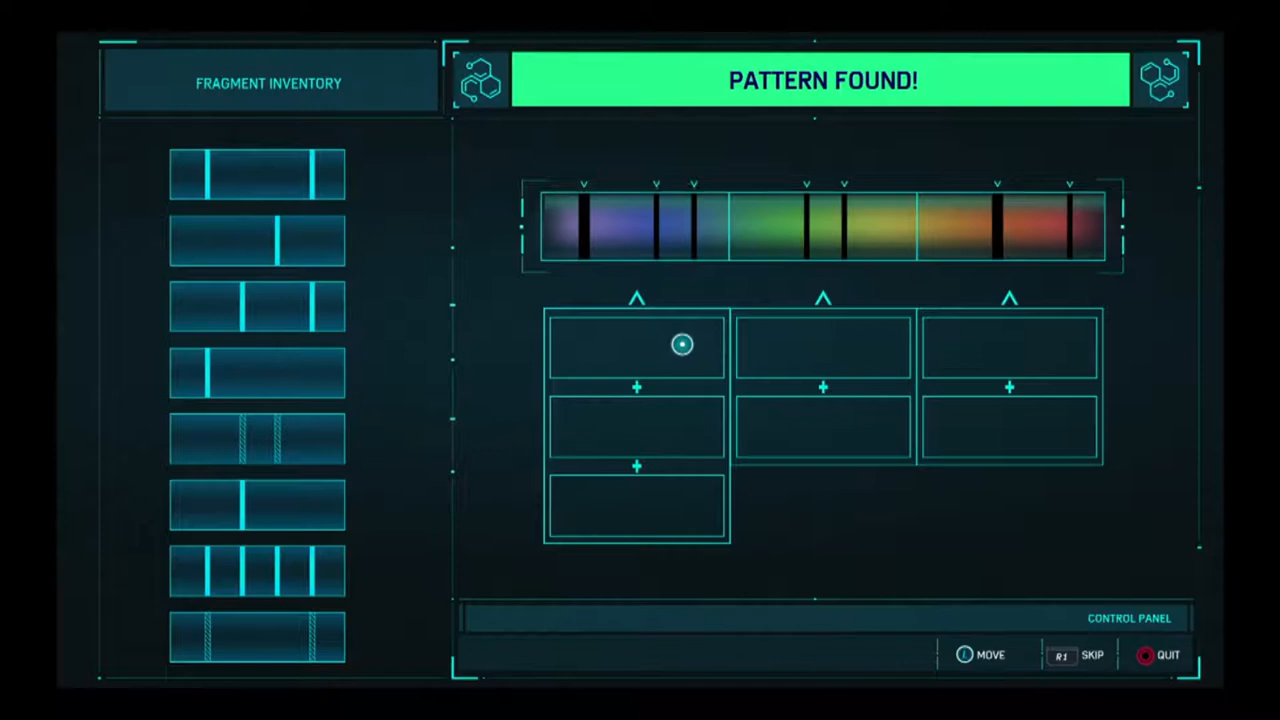 FRAGMENT INVENTORY
PATTERN FOUND!
CONTROL PANEL
L MOVE
R1 SKIP
QUIT